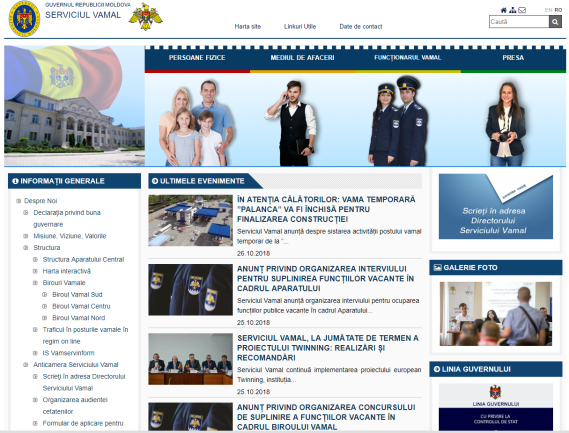 GUVERNUL REPUBLICII MOLDOVA
SERVICIUL VAMAL
Harta site
Linkuri Utile
Date de contact
EN RO
Caută
PERSOANE FIZICE
MEDIUL DE AFACERI
FUNCȚIONARUL VAMAL
PRESA
INFORMAȚII GENERALE
Despre Noi
Declarația privind buna
guvernare
Misiune, Viziune, Valorile
Structura
Structura Aparatului Central
Harta interactivă
Birouri Vamale
Biroul Vamal Sud
Biroul Vamal Centru
Biroul Vamal Nord
Traficul în posturile vamale în
regim on line
IS Vamservinform
Anticamera Serviciului Vamal
Scrieți în adresa Directorului
Serviciului Vamal
Organizarea audienței
cetatenilor
Formular de aplicare pentru
ULTIMELE EVENIMENTE
ÎN ATENȚIA CĂLĂTORILOR: VAMA TEMPORARĂ
"PALANCA" VA FI ÎNCHISĂ PENTRU
FINALIZAREA CONSTRUCȚIEI
Serviciul Vamal anunță despre sistarea activității postului vamal
temporar de la "...
26.10.2018
ANUNȚ PRIVIND ORGANIZAREA INTERVIULUI
PENTRU SUPLINIREA FUNCȚIILOR VACANTE ÎN
CADRUL APARATULUI
Serviciul Vamal anunță organizarea interviului pentru ocuparea
funcțiilor publice vacante în cadrul Aparatului...
25.10.2018
SERVICIUL VAMAL, LA JUMĂTATE DE TERMEN A
PROIECTULUI TWINNING: REALIZĂRI ȘI
RECOMANDĂRI
Serviciul Vamal continuă implementarea proiectului european
Twinning, instituția...
25.10.2018
ANUNȚ PRIVIND ORGANIZAREA CONCURSULUI
DE SUPLINIRE A FUNCȚIILOR VACANTE ÎN
CADRUL BIROULUI VAMAL
Scrieți în adresa
Directorului
Serviciului Vamal
GALERIE FOTO
LINIA GUVERNULUI
LINIA GUVERNULUI
CU PRIVIRE LA
CONTROLUL DE STAT